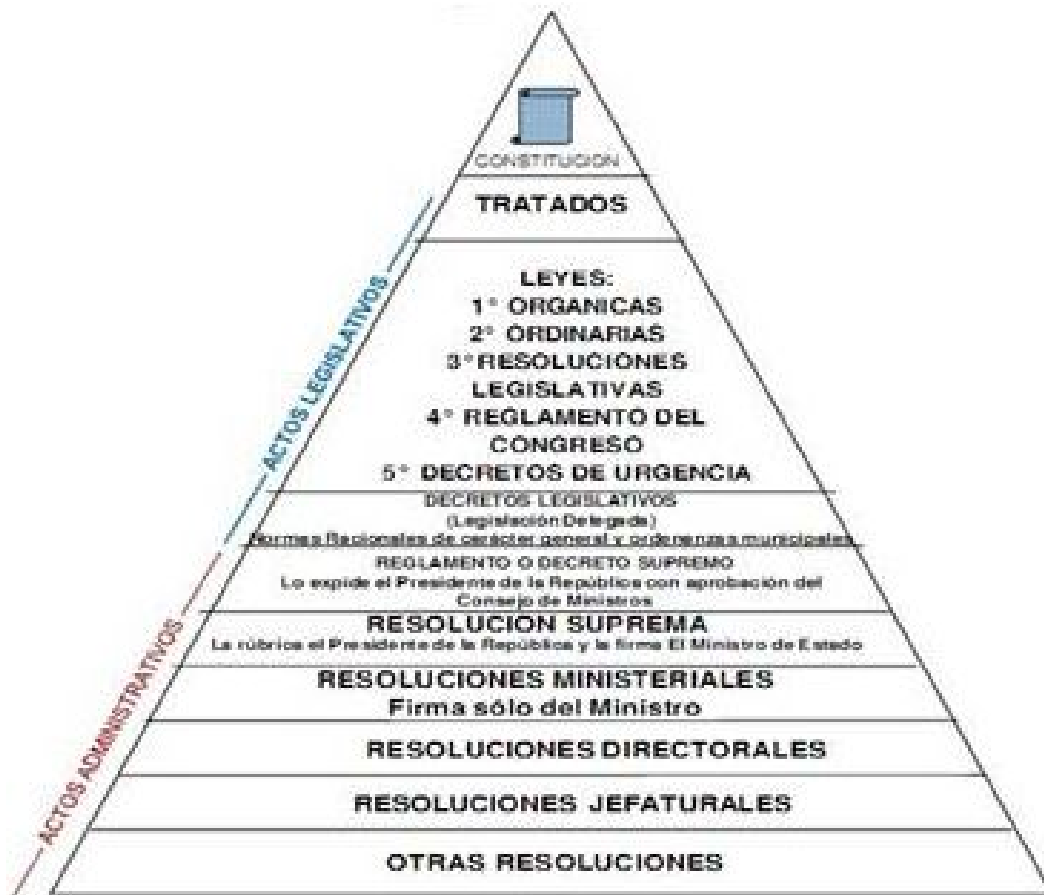 CONSTITUCION
TRATADOS
LEYES:
1° ORGANICAS
2° ORDINARIAS
3° RESOLUCIONES
LEGISLATIVAS
4° REGLAMENTO DEL
CONGRESO
5° DECRETOS DE URGENCIA
DECRETOS LEGISLATIVOS
(Legislación Delegada)
Normas Racionales de carácter general y ordenenzas municipales
REGLAMENTO O DECRETO SUPREMO
Lo expide el Presidente de la República con aprobación del
Consejo de Ministros
RESOLUCION SUPREMA
La rúbrica el Presidente de la República y la firma El Ministro de Estado
RESOLUCIONES MINISTERIALES
Firma sólo del Ministro
RESOLUCIONES DIRECTORALES
RESOLUCIONES JEFATURALES
OTRAS RESOLUCIONES
ACTOS LEGISLATIVOS
ACTOS ADMINISTRATIVOS